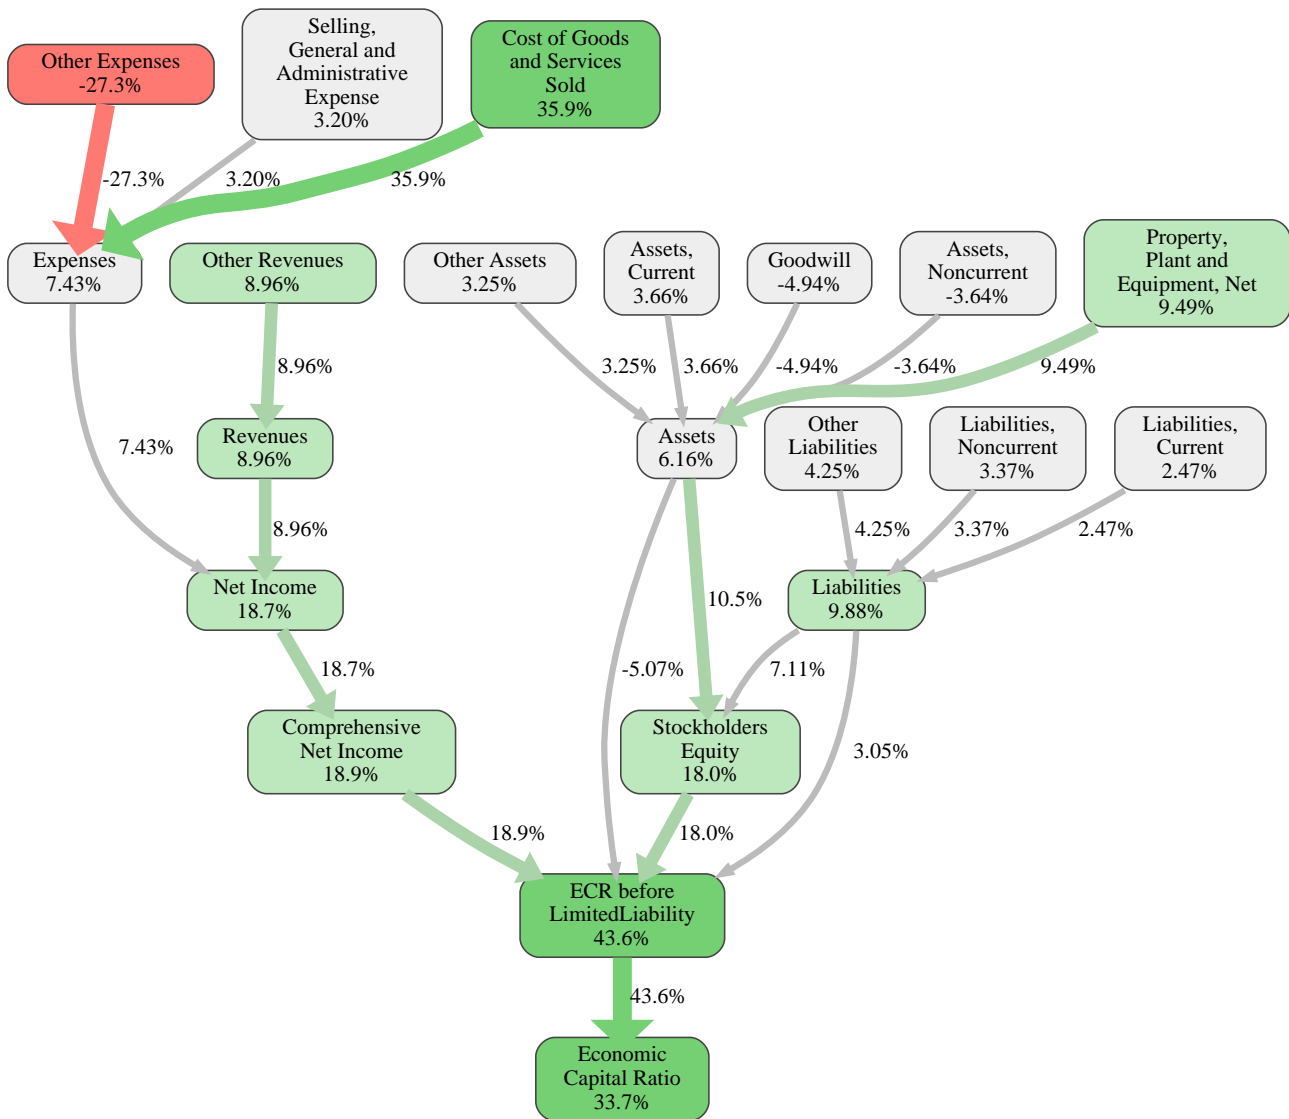 Other Expenses
-27.3%
Selling,
General and
Administrative
Expense
3.20%
Cost of Goods
and Services
Sold
35.9%
-27.3%
3.20%
35.9%
Expenses
7.43%
Other Revenues
8.96%
Other Assets
3.25%
Assets,
Current
3.66%
Goodwill
-4.94%
Assets,
Noncurrent
-3.64%
Property,
Plant and
Equipment, Net
9.49%
8.96%
3.25%
3.66%
-4.94%
-3.64%
9.49%
7.43%
Revenues
8.96%
Assets
6.16%
Other
Liabilities
4.25%
Liabilities,
Noncurrent
3.37%
Liabilities,
Current
2.47%
8.96%
4.25%
3.37%
2.47%
Net Income
18.7%
10.5%
Liabilities
9.88%
18.7%
-5.07%
7.11%
Comprehensive
Net Income
18.9%
Stockholders
Equity
18.0%
3.05%
18.9%
18.0%
ECR before
LimitedLiability
43.6%
43.6%
Economic
Capital Ratio
33.7%